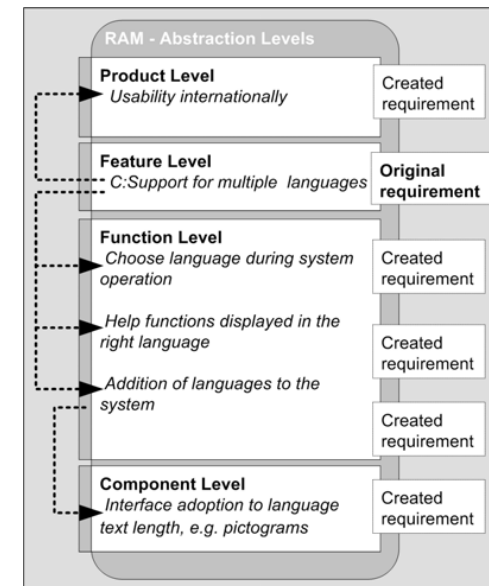 RAM - Abstraction Levels
Product Level
Usability internationally
Created
requirement
Feature Level
C:Support for multiple languages
Original
requirement
Function Level
Choose language during system
operation
Created
requirement
Help functions displayed in the
right language
Created
requirement
Addition of languages to the
system
Created
requirement
Component Level
Interface adoption to language
text length, e.g. pictograms
Created
requirement